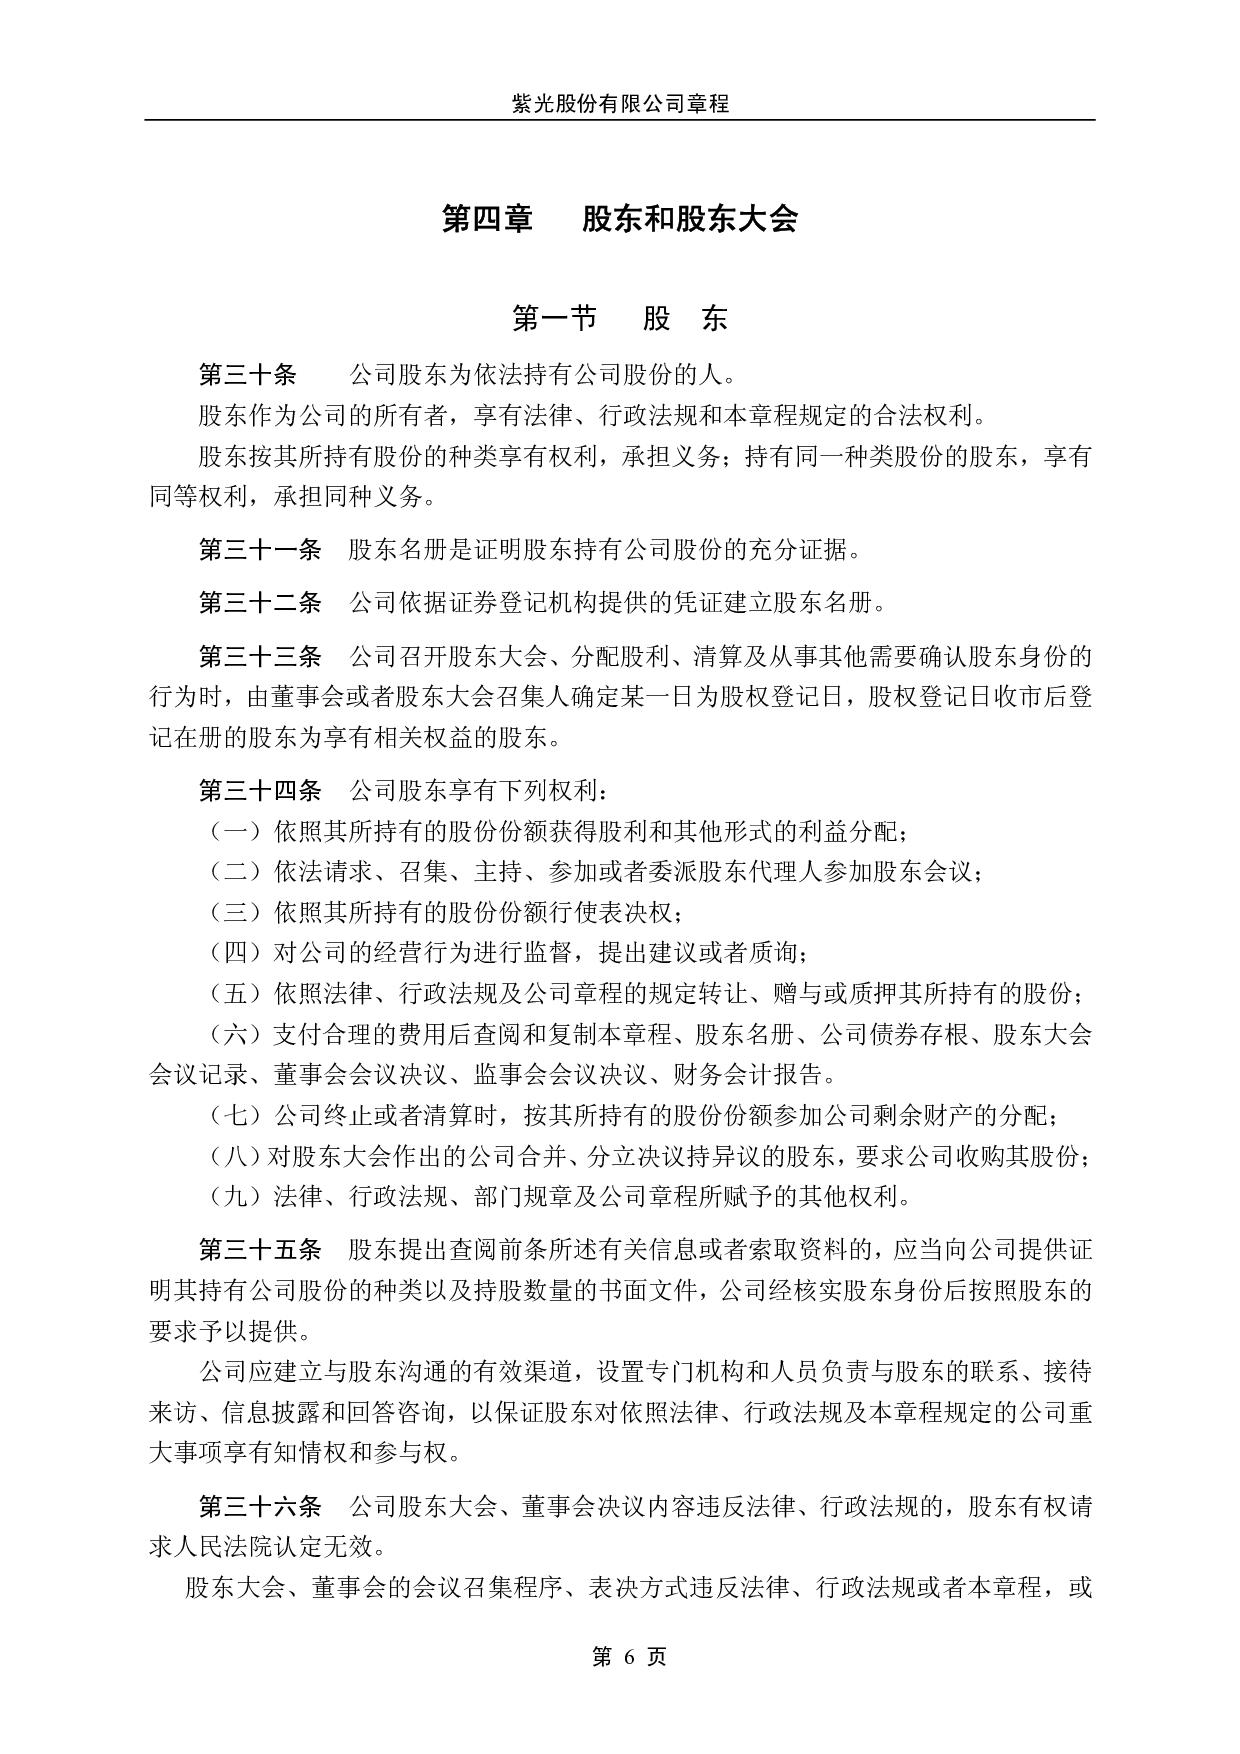 紫光股份有限公司章程
第四章 股东和股东大会
第一节 股 东
第三十条 公司股东为依法持有公司股份的人。
股东作为公司的所有者，享有法律、行政法规和本章程规定的合法权利。
股东按其所持有股份的种类享有权利，承担义务；持有同一种类股份的股东，享有
同等权利，承担同种义务。
第三十一条 股东名册是证明股东持有公司股份的充分证据。
第三十二条 公司依据证券登记机构提供的凭证建立股东名册。
第三十三条 公司召开股东大会、分配股利、清算及从事其他需要确认股东身份的
行为时，由董事会或者股东大会召集人确定某一日为股权登记日，股权登记日收市后登
记在册的股东为享有相关权益的股东。
第三十四条 公司股东享有下列权利：
（一）依照其所持有的股份份额获得股利和其他形式的利益分配；
（二）依法请求、召集、主持、参加或者委派股东代理人参加股东会议；
（三）依照其所持有的股份份额行使表决权；
（四）对公司的经营行为进行监督，提出建议或者质询；
（五）依照法律、行政法规及公司章程的规定转让、赠与或质押其所持有的股份；
（六）支付合理的费用后查阅和复制本章程、股东名册、公司债券存根、股东大会
会议记录、董事会会议决议、监事会会议决议、财务会计报告。
（七）公司终止或者清算时，按其所持有的股份份额参加公司剩余财产的分配；
（八）对股东大会作出的公司合并、分立决议持异议的股东，要求公司收购其股份；
（九）法律、行政法规、部门规章及公司章程所赋予的其他权利。
第三十五条 股东提出查阅前条所述有关信息或者索取资料的，应当向公司提供证
明其持有公司股份的种类以及持股数量的书面文件，公司经核实股东身份后按照股东的
要求予以提供。
公司应建立与股东沟通的有效渠道，设置专门机构和人员负责与股东的联系、接待
来访、信息披露和回答咨询，以保证股东对依照法律、行政法规及本章程规定的公司重
大事项享有知情权和参与权。
第三十六条 公司股东大会、董事会决议内容违反法律、行政法规的，股东有权请
求人民法院认定无效。
股东大会、董事会的会议召集程序、表决方式违反法律、行政法规或者本章程，或
第 6 页